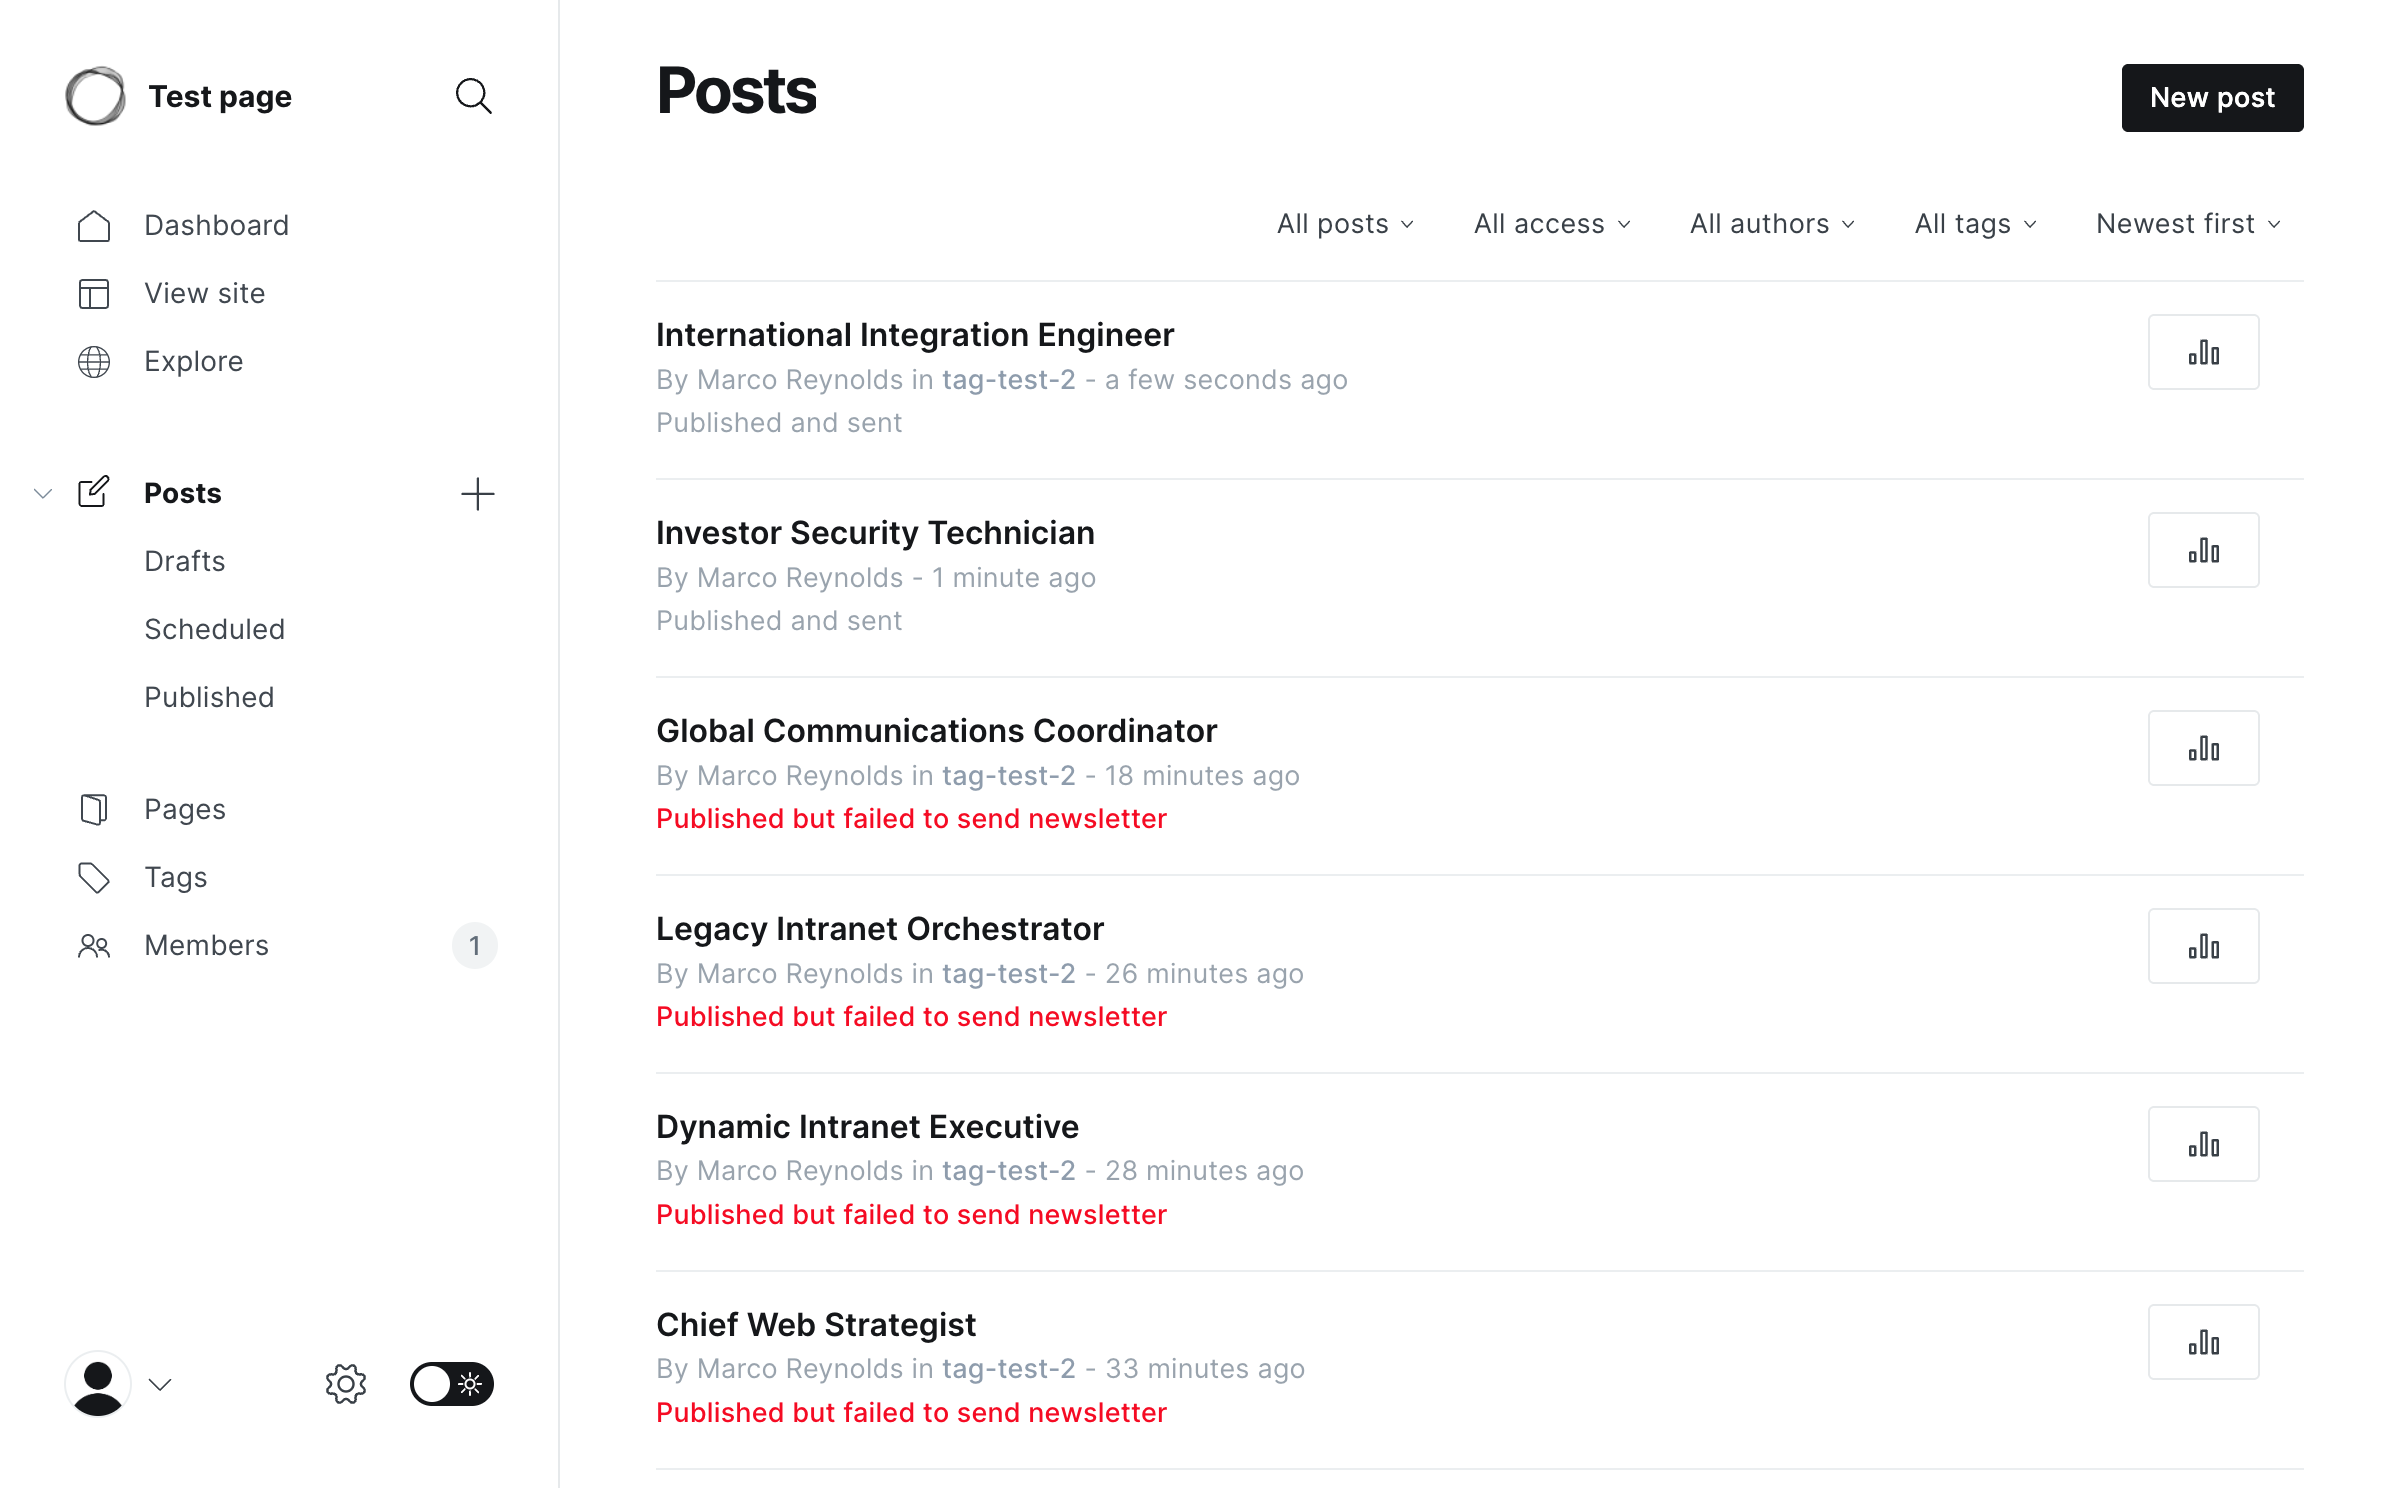 Test page
Dashboard
View site
Explore
Posts
Drafts
Scheduled
Published
Pages
Tags
Members 1
Posts
New post
All posts All access All authors All tags Newest first
International Integration Engineer
By Marco Reynolds in tag-test-2 - a few seconds ago
Published and sent
Investor Security Technician
By Marco Reynolds - 1 minute ago
Published and sent
Global Communications Coordinator
By Marco Reynolds in tag-test-2 - 18 minutes ago
Published but failed to send newsletter
Legacy Intranet Orchestrator
By Marco Reynolds in tag-test-2 - 26 minutes ago
Published but failed to send newsletter
Dynamic Intranet Executive
By Marco Reynolds in tag-test-2 - 28 minutes ago
Published but failed to send newsletter
Chief Web Strategist
By Marco Reynolds in tag-test-2 - 33 minutes ago
Published but failed to send newsletter